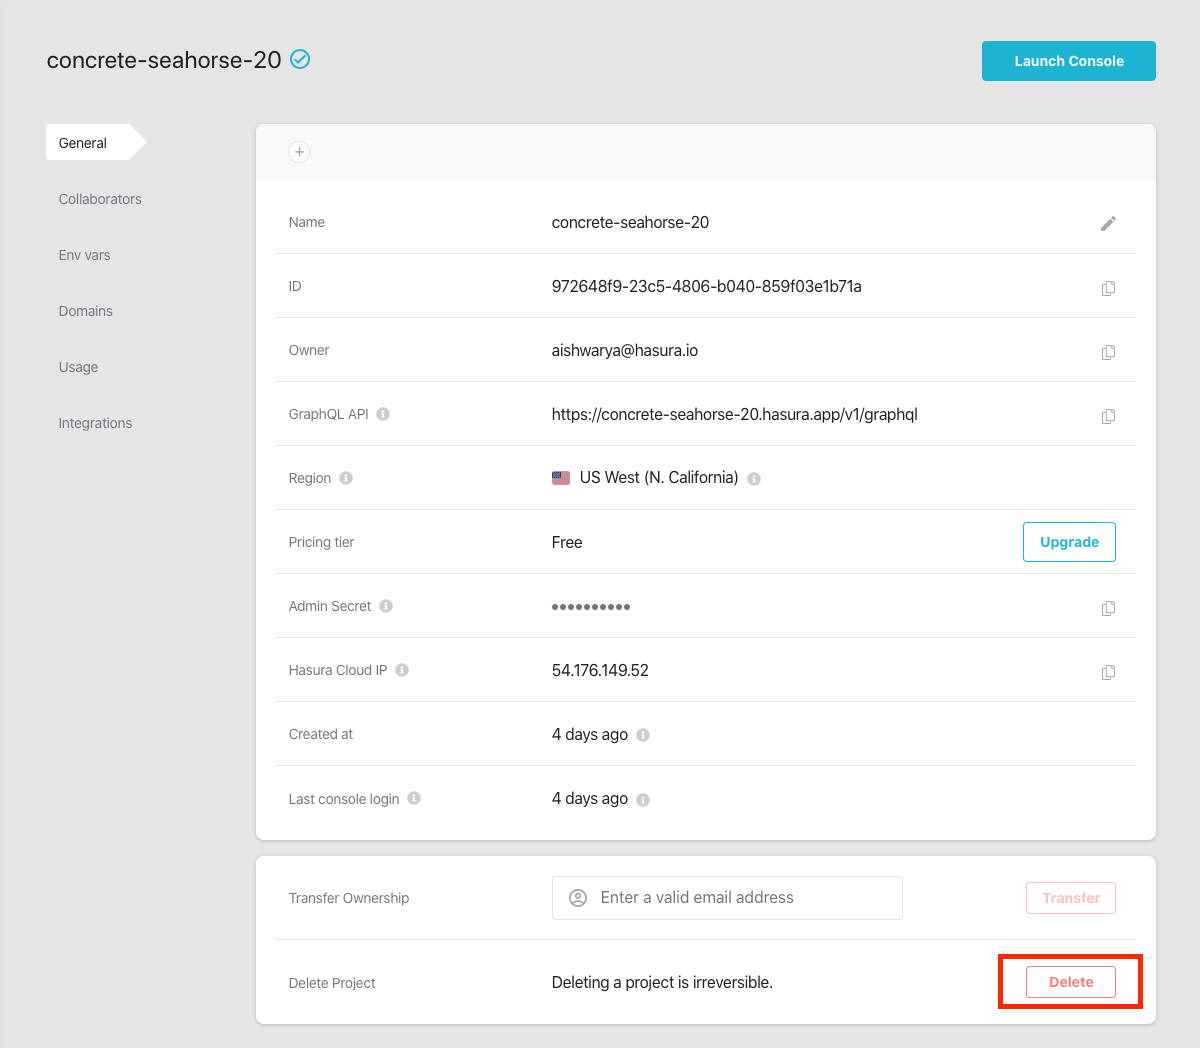 concrete-seahorse-20
Launch Console
General
Collaborators
Env vars
Domains
Usage
Integrations
Name concrete-seahorse-20
ID 972648f9-23c5-4806-b040-859f03e1b71a
Owner aishwarya@hasura.io
GraphQL API https://concrete-seahorse-20.hasura.app/v1/graphql
Region US West (N. California)
Pricing tier Free Upgrade
Admin Secret ••••••••••
Hasura Cloud IP 54.176.149.52
Created at 4 days ago
Last console login 4 days ago
Transfer Ownership Enter a valid email address Transfer
Delete Project Deleting a project is irreversible. Delete